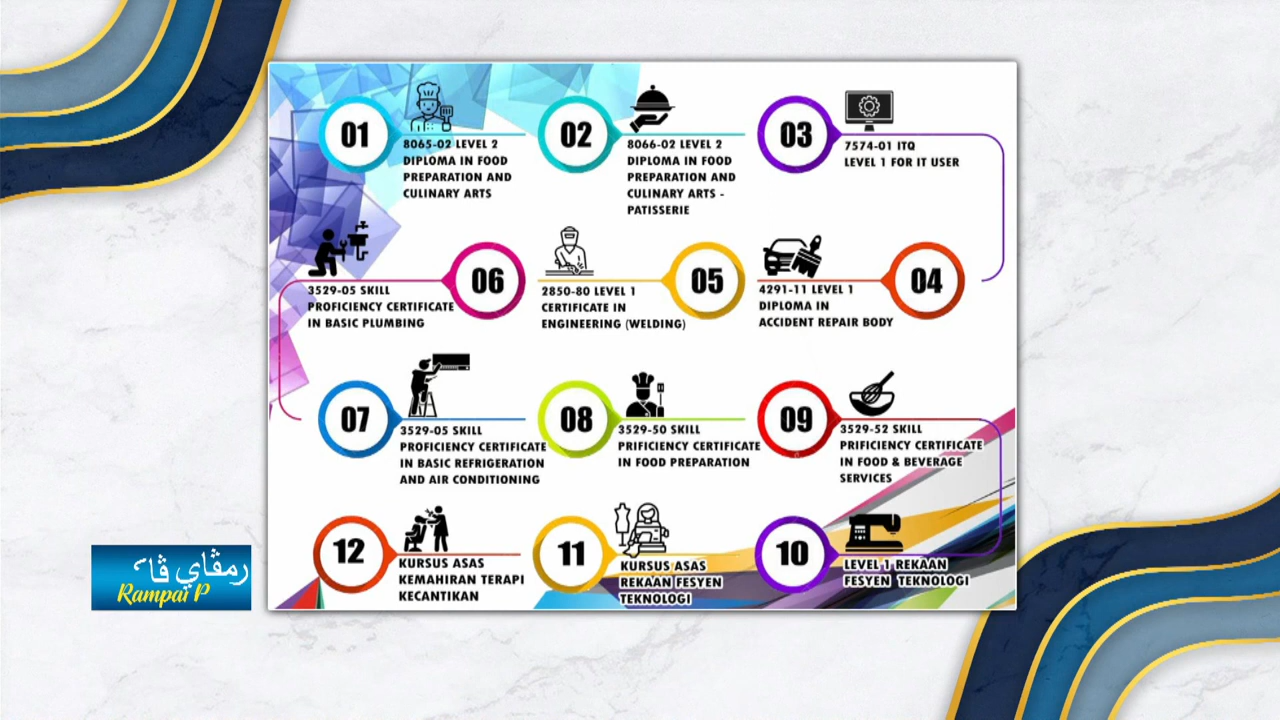 01
8065-02 LEVEL 2
DIPLOMA IN FOOD
PREPARATION AND
CULINARY ARTS
02
8066-02 LEVEL 2
DIPLOMA IN FOOD
PREPARATION AND
CULINARY ARTS -
PATISSERIE
03
7574-01 ITQ
LEVEL 1 FOR IT USER
04
4291-11 LEVEL 1
DIPLOMA IN
ACCIDENT REPAIR BODY
05
2850-80 LEVEL 1
CERTIFICATE IN
ENGINEERING (WELDING)
06
3529-05 SKILL
PROFICIENCY CERTIFICATE
IN BASIC PLUMBING
07
3529-05 SKILL
PROFICIENCY CERTIFICATE
IN BASIC REFRIGERATION
AND AIR CONDITIONING
08
3529-50 SKILL
PRIFICIENCY CERTIFICATE
IN FOOD PREPARATION
09
3529-52 SKILL
PRIFICIENCY CERTIFICATE
IN FOOD & BEVERAGE
SERVICES
10
LEVEL 1 REKAAN
FESYEN TEKNOLOGI
11
KURSUS ASAS
REKAAN FESYEN
TEKNOLOGI
12
KURSUS ASAS
KEMAHIRAN TERAPI
KECANTIKAN
رمڤاي
Rampai P